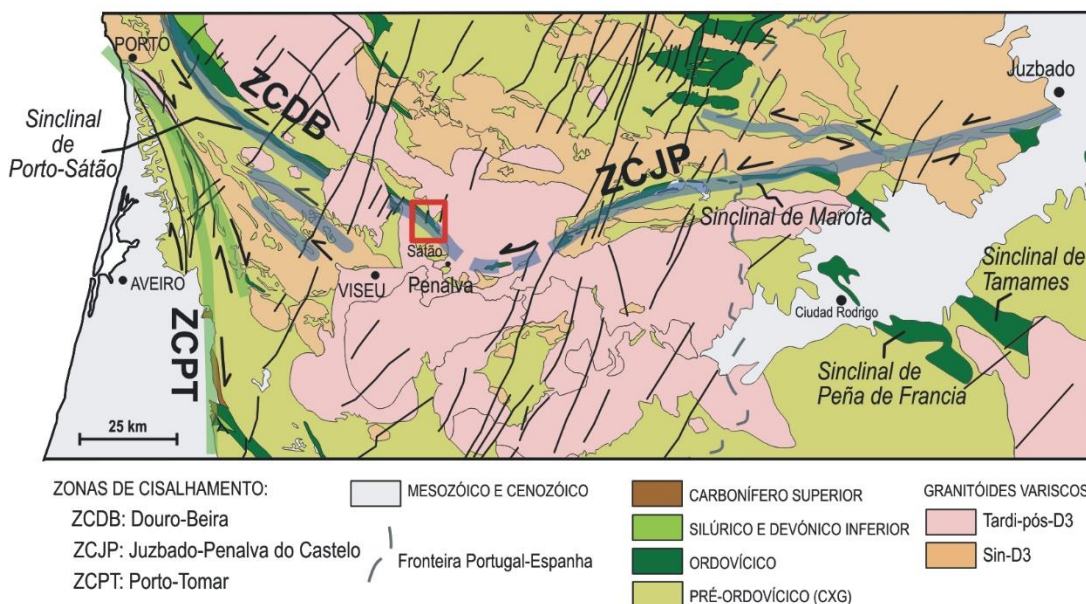 PORTO
ZCDB
Sinclinal
de
Porto-Sátão
Juzbado
ZCJP
Sinclinal de Marofa
Sátão
Penalva
VISEU
AVEIRO
ZCPT
Sinclinal de
Tamames
Ciudad Rodrigo
Sinclinal de
Peña de Francia
25 km
ZONAS DE CISALHAMENTO:
ZCDB: Douro-Beira
ZCJP: Juzbado-Penalva do Castelo
ZCPT: Porto-Tomar
MESOZÓICO E CENOZÓICO
Fronteira Portugal-Espanha
CARBONÍFERO SUPERIOR
SILÚRICO E DEVÓNICO INFERIOR
ORDOVÍCICO
PRÉ-ORDOVÍCICO (CXG)
GRANITÓIDES VARISCOS
Tardi-pós-D3
Sin-D3